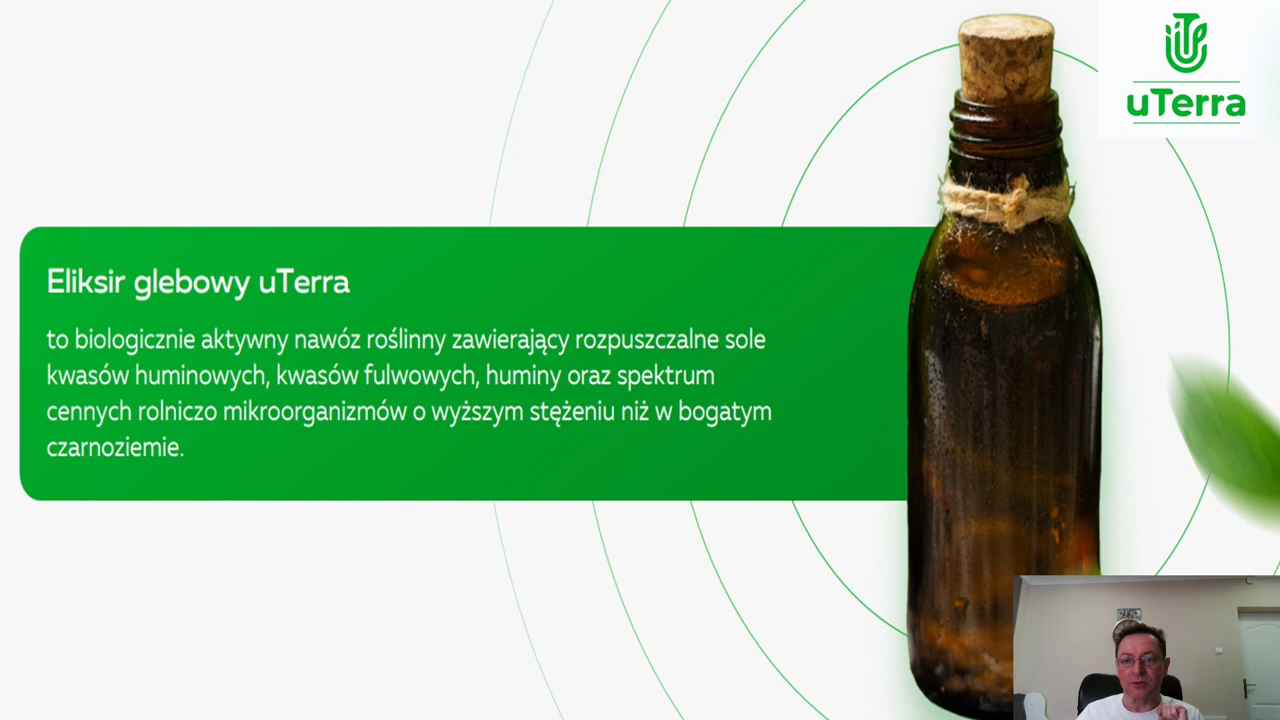 uTerra
Eliksir glebowy uTerra
to biologicznie aktywny nawóz roślinny zawierający rozpuszczalne sole
kwasów huminowych, kwasów fulwowych, huminy oraz spektrum
cennych rolniczo mikroorganizmów o wyższym stężeniu niż w bogatym
czarnoziemie.